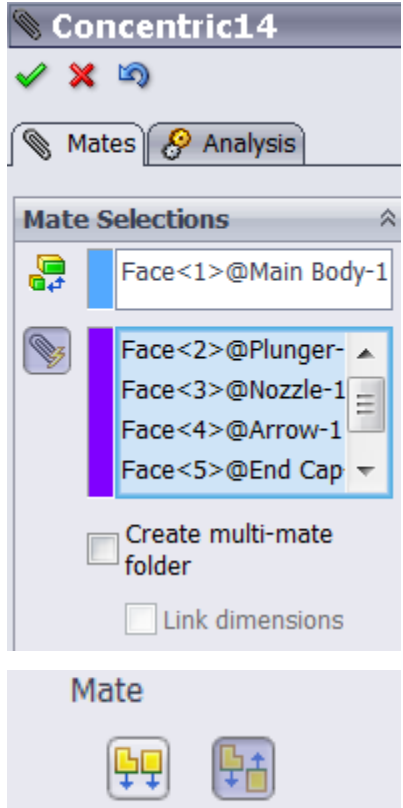 Concentric14
Mates
Analysis
Mate Selections
Face<1>@Main Body-1
Face<2>@Plunger-
Face<3>@Nozzle-1
Face<4>@Arrow-1
Face<5>@End Cap
Create multi-mate
folder
Link dimensions
Mate